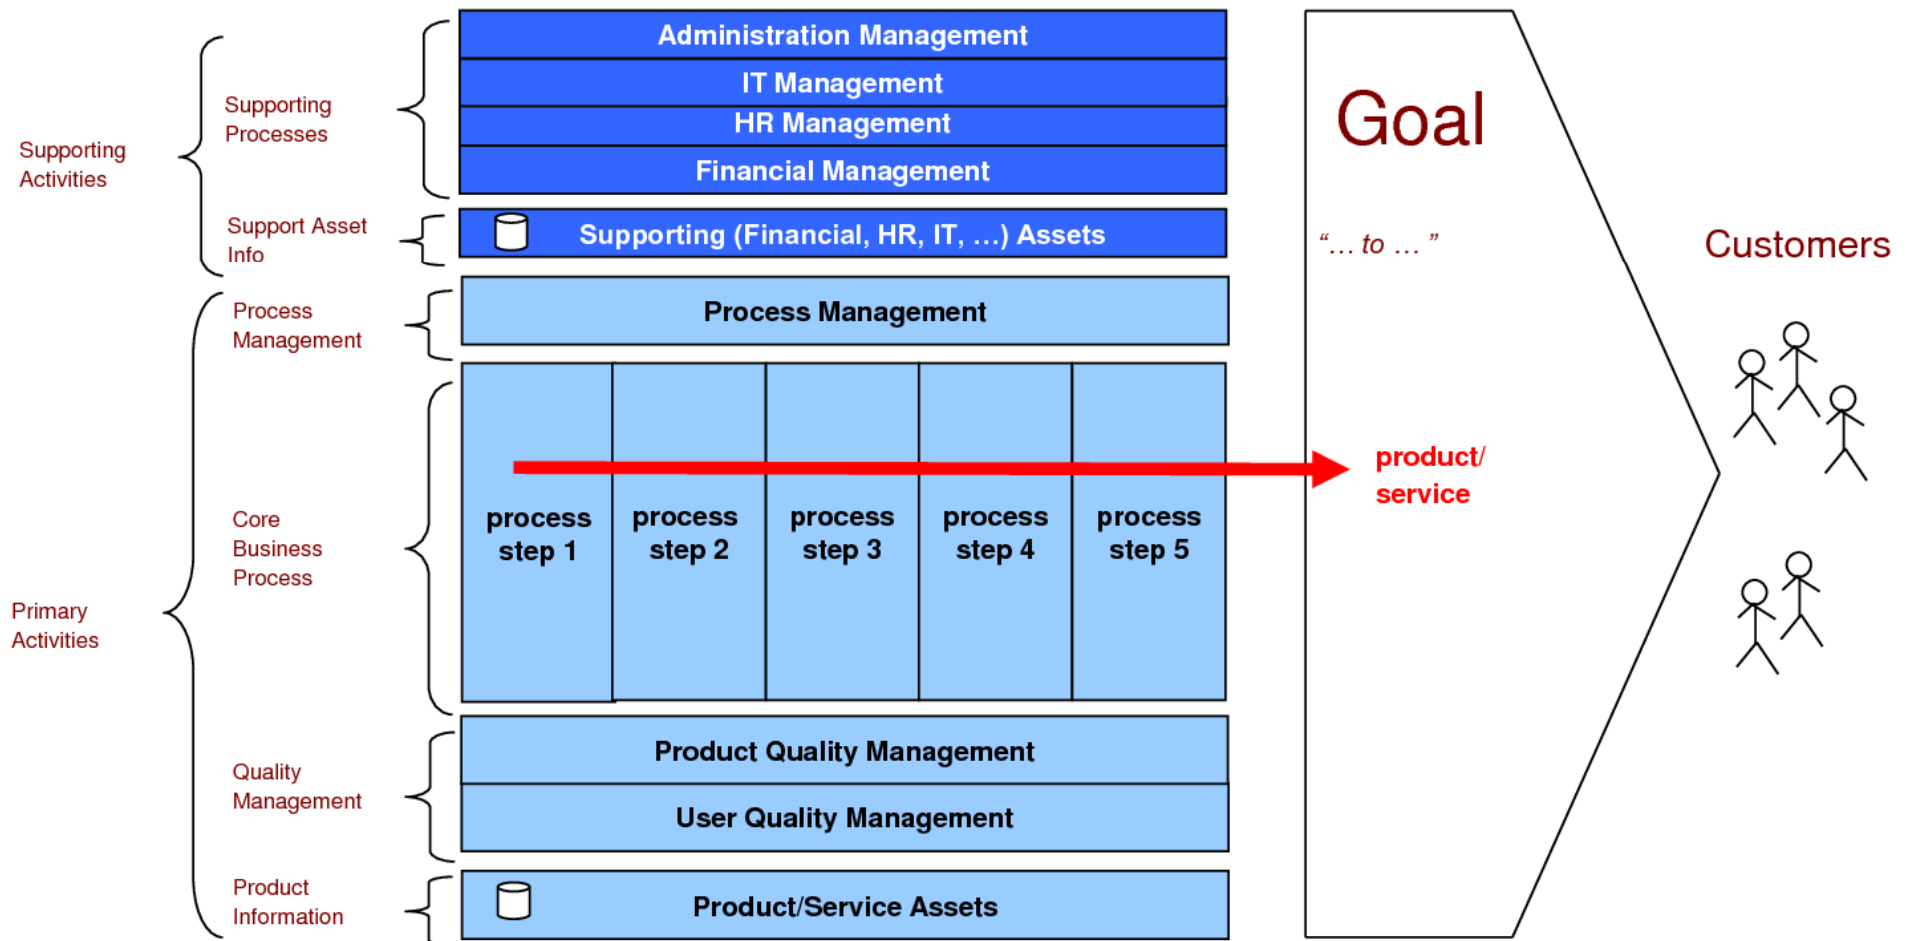 Supporting
Activities
Supporting
Processes
Administration Management
IT Management
HR Management
Financial Management
Support Asset
Info
Supporting (Financial, HR, IT, ...) Assets
Primary
Activities
Process
Management
Process Management
Core
Business
Process
process
step 1
process
step 2
process
step 3
process
step 4
process
step 5
Quality
Management
Product Quality Management
User Quality Management
Product
Information
Product/Service Assets
Goal
“... to ... ”
product/
service
Customers